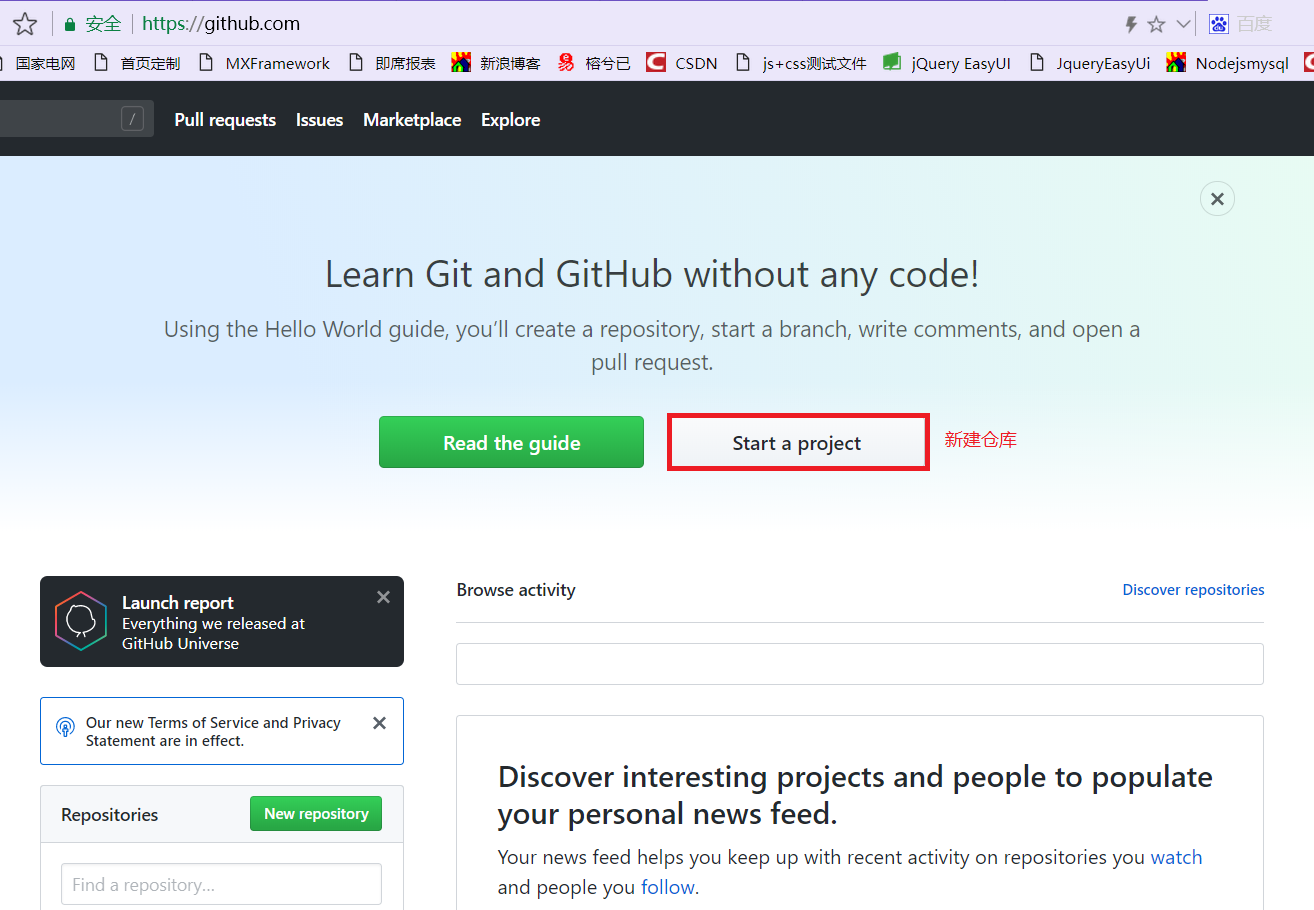 安全 https://github.com 百度
国家电网 首页定制 MXFramework 即席报表 新浪博客 榕兮已 CSDN js+css测试文件 jQuery EasyUI JqueryEasyUi Nodejsmysql
/ Pull requests Issues Marketplace Explore
Learn Git and GitHub without any code!
Using the Hello World guide, you’ll create a repository, start a branch, write comments, and open a
pull request.
Read the guide Start a project 新建仓库
Launch report
Everything we released at
GitHub Universe
Our new Terms of Service and Privacy
Statement are in effect.
Repositories New repository
Find a repository...
Browse activity Discover repositories
Discover interesting projects and people to populate
your personal news feed.
Your news feed helps you keep up with recent activity on repositories you watch
and people you follow.